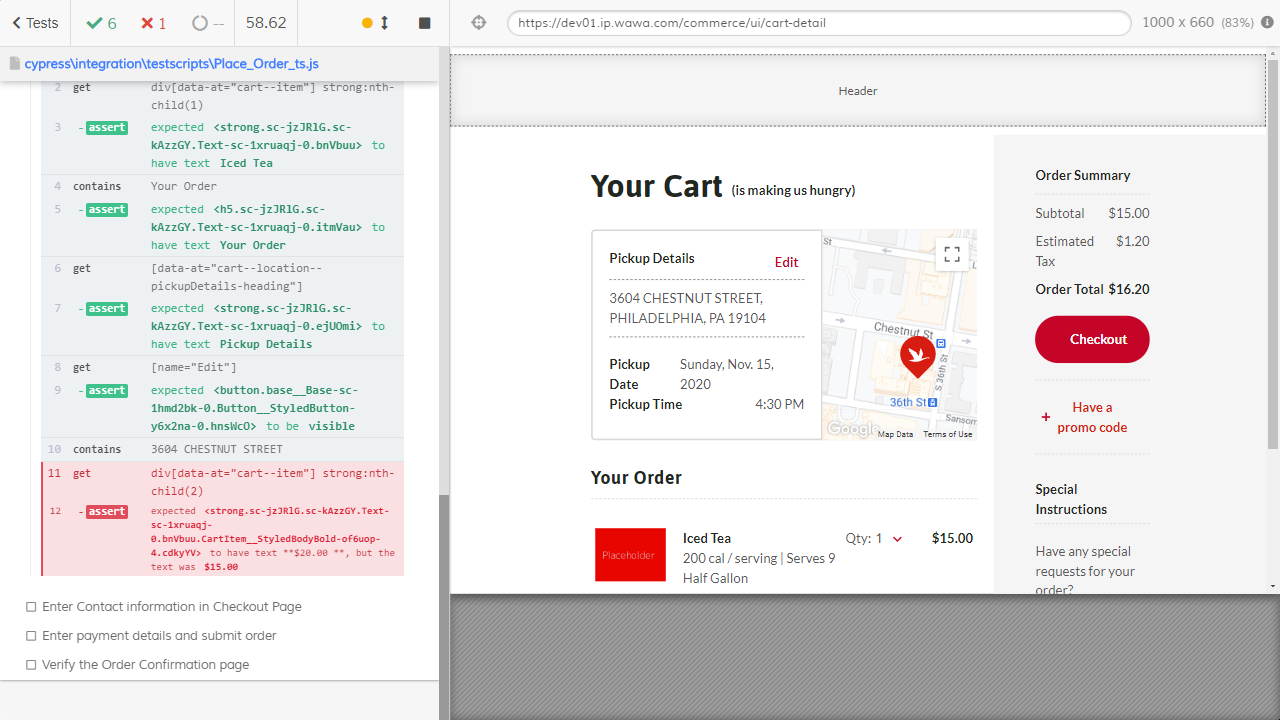 Tests
6
1
--
58.62
https://dev01.ip.wawa.com/commerce/ui/cart-detail
1000 x 660 (83%)
cypress\integration\testscripts\Place_Order_ts.js
2 get div[data-at="cart--item"] strong:nth-
child(1)
3 - assert expected <strong.sc-jzJRlG.sc-
kAzzGY.Text-sc-1xruaqj-0.bnVbuu> to
have text Iced Tea
4 contains Your Order
5 - assert expected <h5.sc-jzJRlG.sc-
kAzzGY.Text-sc-1xruaqj-0.itmVau> to
have text Your Order
6 get [data-at="cart--location--
pickupDetails-heading"]
7 - assert expected <strong.sc-jzJRlG.sc-
kAzzGY.Text-sc-1xruaqj-0.ejUOmi> to
have text Pickup Details
8 get [name="Edit"]
9 - assert expected <button.base__Base-sc-
1hmd2bk-0.Button__StyledButton-
y6x2na-0.hnsWcO> to be visible
10 contains 3604 CHESTNUT STREET
11 get div[data-at="cart--item"] strong:nth-
child(2)
12 - assert expected <strong.sc-jzJRlG.sc-kAzzGY.Text-
sc-1xruaqj-
0.bnVbuu.CartItem__StyledBodyBold-of6uop-
4.cdkyYV> to have text **$20.00 **, but the
text was $15.00
Enter Contact information in Checkout Page
Enter payment details and submit order
Verify the Order Confirmation page
Header
Your Cart (is making us hungry)
Pickup Details
Edit
3604 CHESTNUT STREET,
PHILADELPHIA, PA 19104
Pickup Sunday, Nov. 15,
Date 2020
Pickup Time 4:30 PM
St
Chestnut St
S 36th St
36th St
Sansom
Google
Map Data
Terms of Use
Your Order
Placeholder
Iced Tea
Qty: 1
$15.00
200 cal / serving | Serves 9
Half Gallon
Order Summary
Subtotal $15.00
Estimated $1.20
Tax
Order Total $16.20
Checkout
+ Have a
promo code
Special
Instructions
Have any special
requests for your
order?